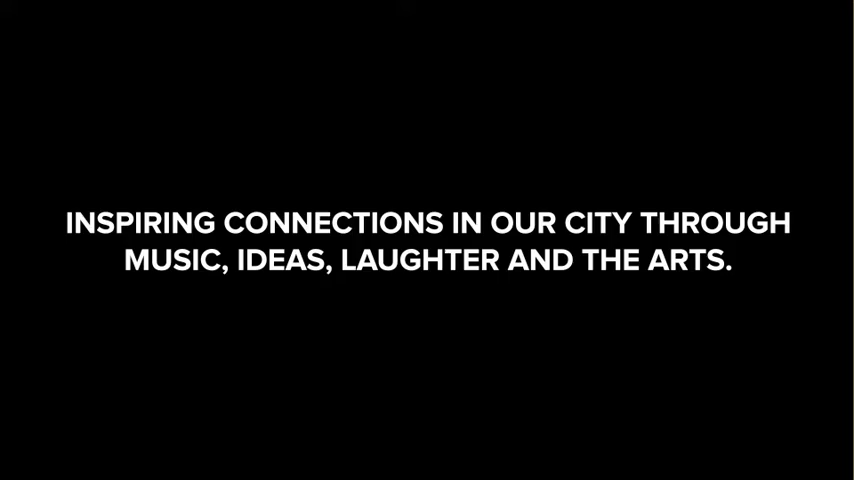 INSPIRING CONNECTIONS IN OUR CITY THROUGH
MUSIC, IDEAS, LAUGHTER AND THE ARTS.